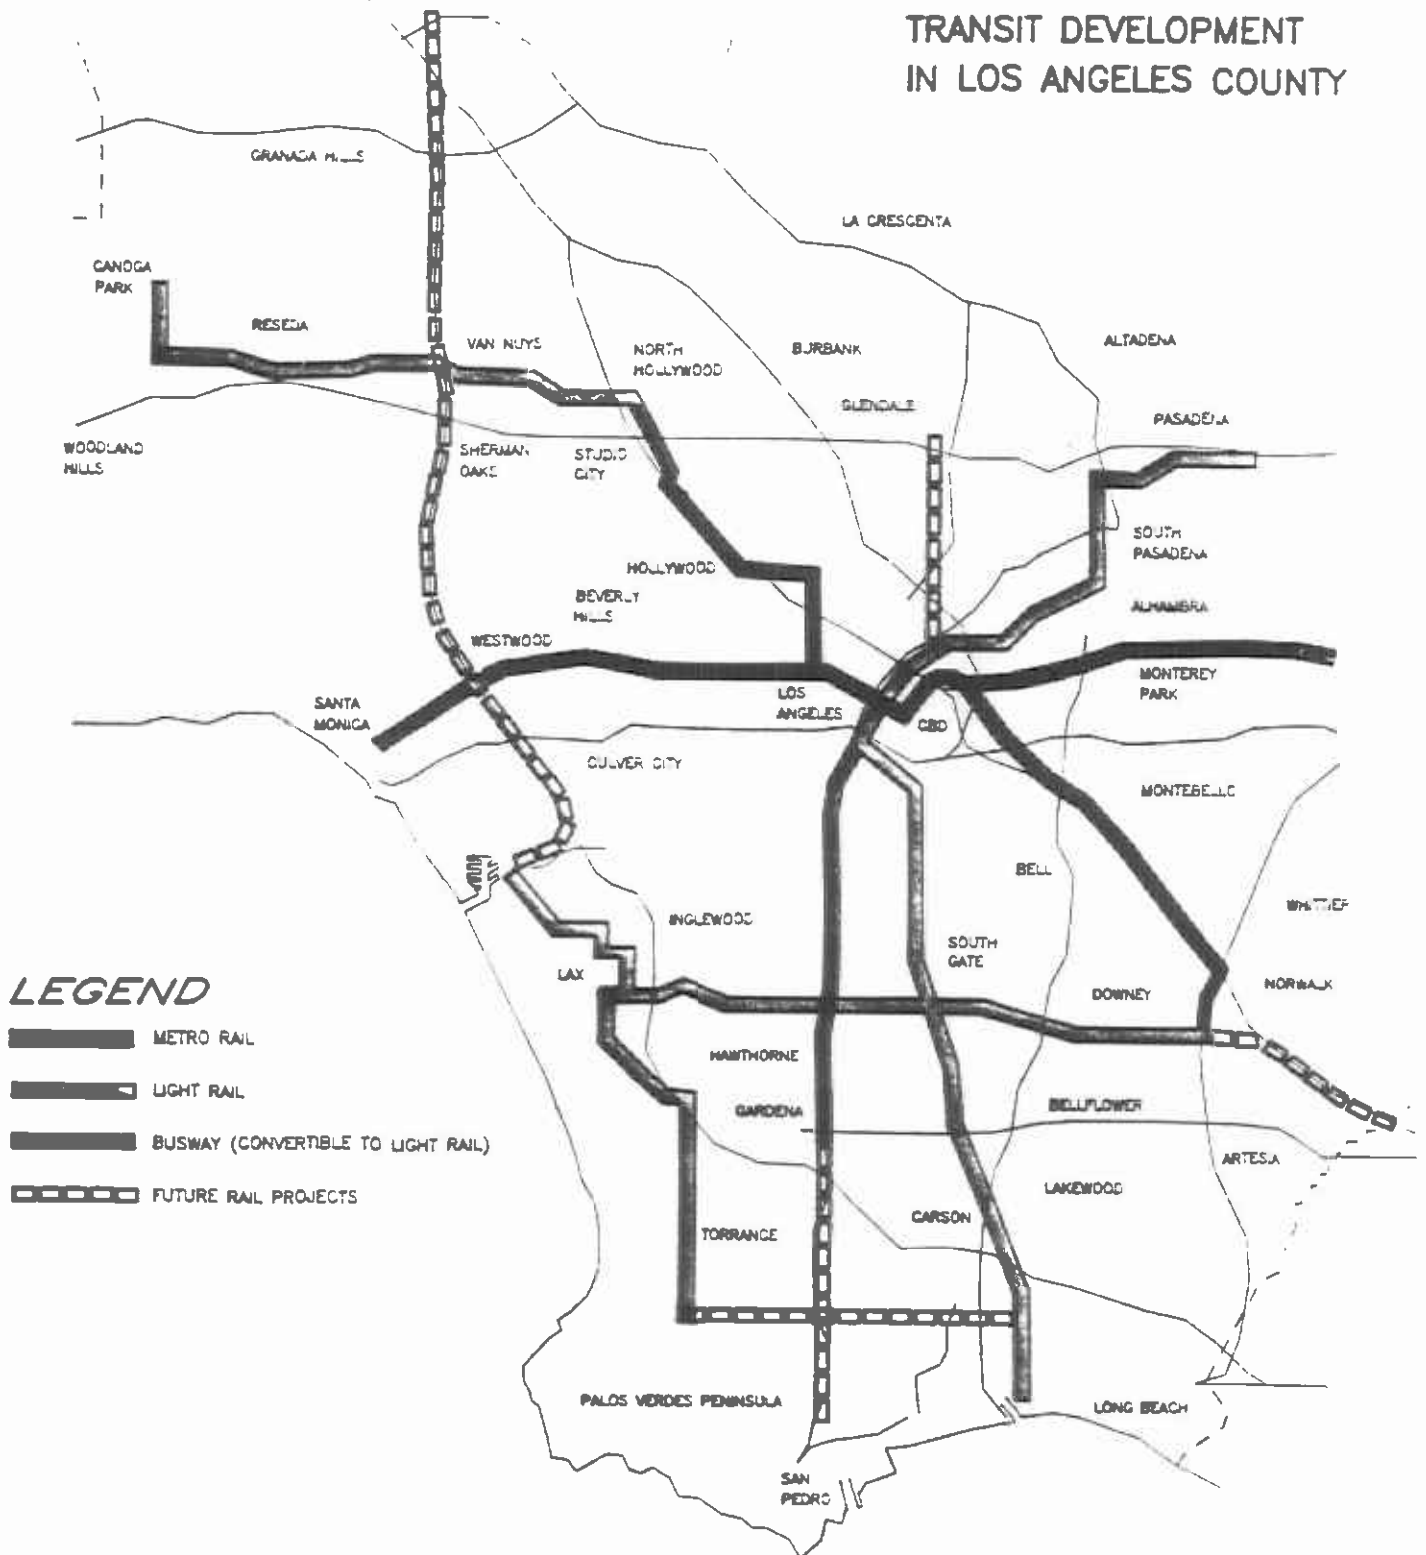 TRANSIT DEVELOPMENT
IN LOS ANGELES COUNTY
GRANADA HILLS
LA CRESCENTA
CANOGA
PARK
RESEDA
VAN NUYS
NORTH
HOLLYWOOD
BURBANK
ALTADENA
GLENDALE
PASADENA
WOODLAND
HILLS
SHERMAN
OAKS
STUDIO
CITY
SOUTH
PASADENA
HOLLYWOOD
BEVERLY
HILLS
ALHAMBRA
WESTWOOD
SANTA
MONICA
LOS
ANGELES
CBD
MONTEREY
PARK
CULVER CITY
MONTEBELLO
BELL
WHITTIER
INGLEWOOD
SOUTH
GATE
LAX
DOWNEY
NORWALK
LEGEND
METRO RAIL
LIGHT RAIL
BUSWAY (CONVERTIBLE TO LIGHT RAIL)
FUTURE RAIL PROJECTS
HAWTHORNE
GARDENA
BELLFLOWER
ARTESIA
LAKEWOOD
CARSON
TORRANCE
PALOS VERDES PENINSULA
LONG BEACH
SAN
PEDRO